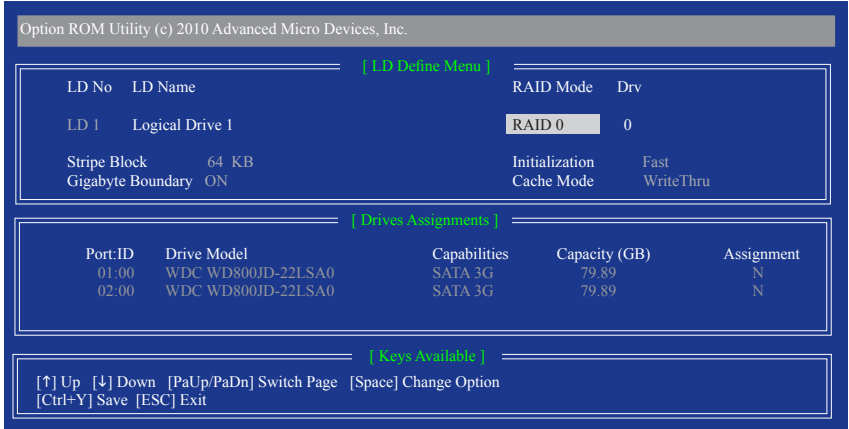 Option ROM Utility (c) 2010 Advanced Micro Devices, Inc.
[ LD Define Menu ]
LD No LD Name RAID Mode Drv
LD 1 Logical Drive 1 RAID 0 0
Stripe Block 64 KB Initialization Fast
Gigabyte Boundary ON Cache Mode WriteThru
[ Drives Assignments ]
Port:ID Drive Model Capabilities Capacity (GB) Assignment
01:00 WDC WD800JD-22LSA0 SATA 3G 79.89 N
02:00 WDC WD800JD-22LSA0 SATA 3G 79.89 N
[ Keys Available ]
[↑] Up [↓] Down [PaUp/PaDn] Switch Page [Space] Change Option
[Ctrl+Y] Save [ESC] Exit